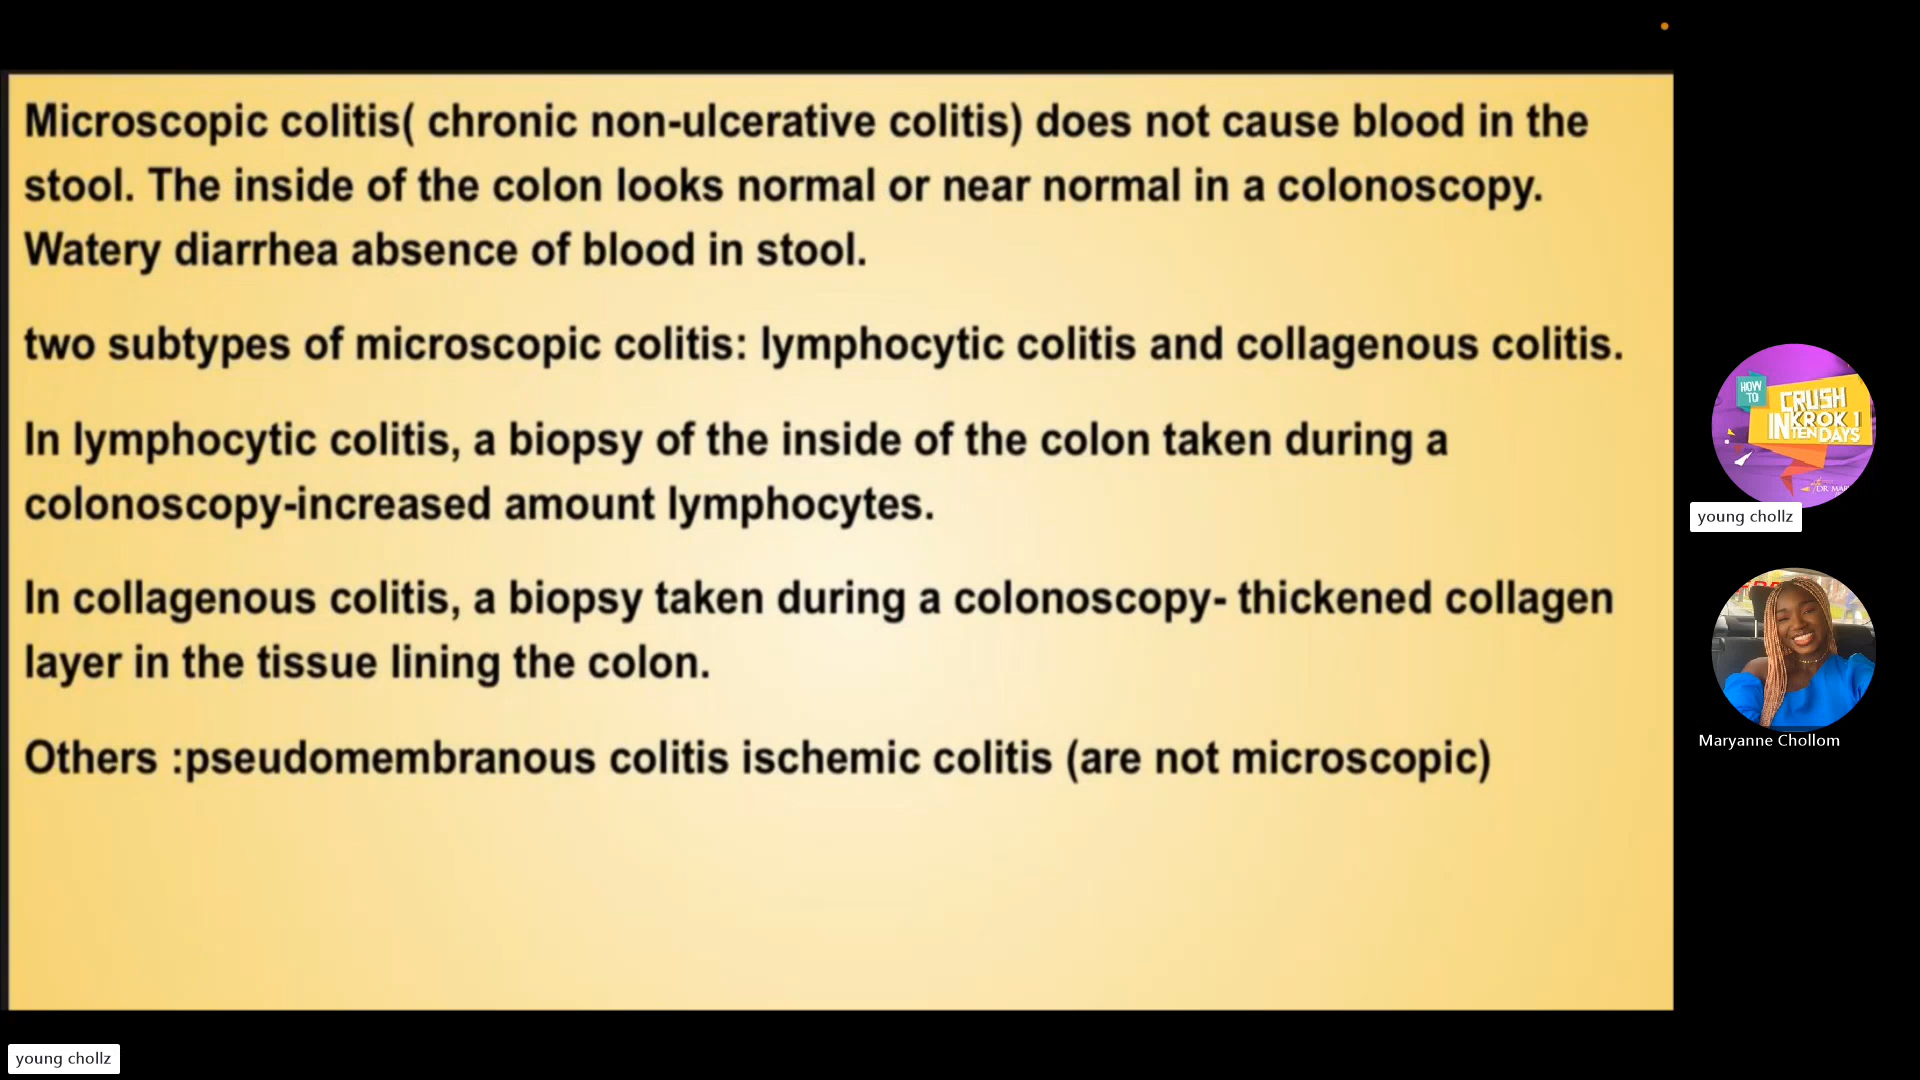 Microscopic colitis( chronic non-ulcerative colitis) does not cause blood in the
stool. The inside of the colon looks normal or near normal in a colonoscopy.
Watery diarrhea absence of blood in stool.
two subtypes of microscopic colitis: lymphocytic colitis and collagenous colitis.
In lymphocytic colitis, a biopsy of the inside of the colon taken during a
colonoscopy-increased amount lymphocytes.
In collagenous colitis, a biopsy taken during a colonoscopy- thickened collagen
layer in the tissue lining the colon.
Others :pseudomembranous colitis ischemic colitis (are not microscopic)
HOW
TO
CRUSH
KROK 1
IN TEN DAYS
young chollz
Maryanne Chollom
young chollz